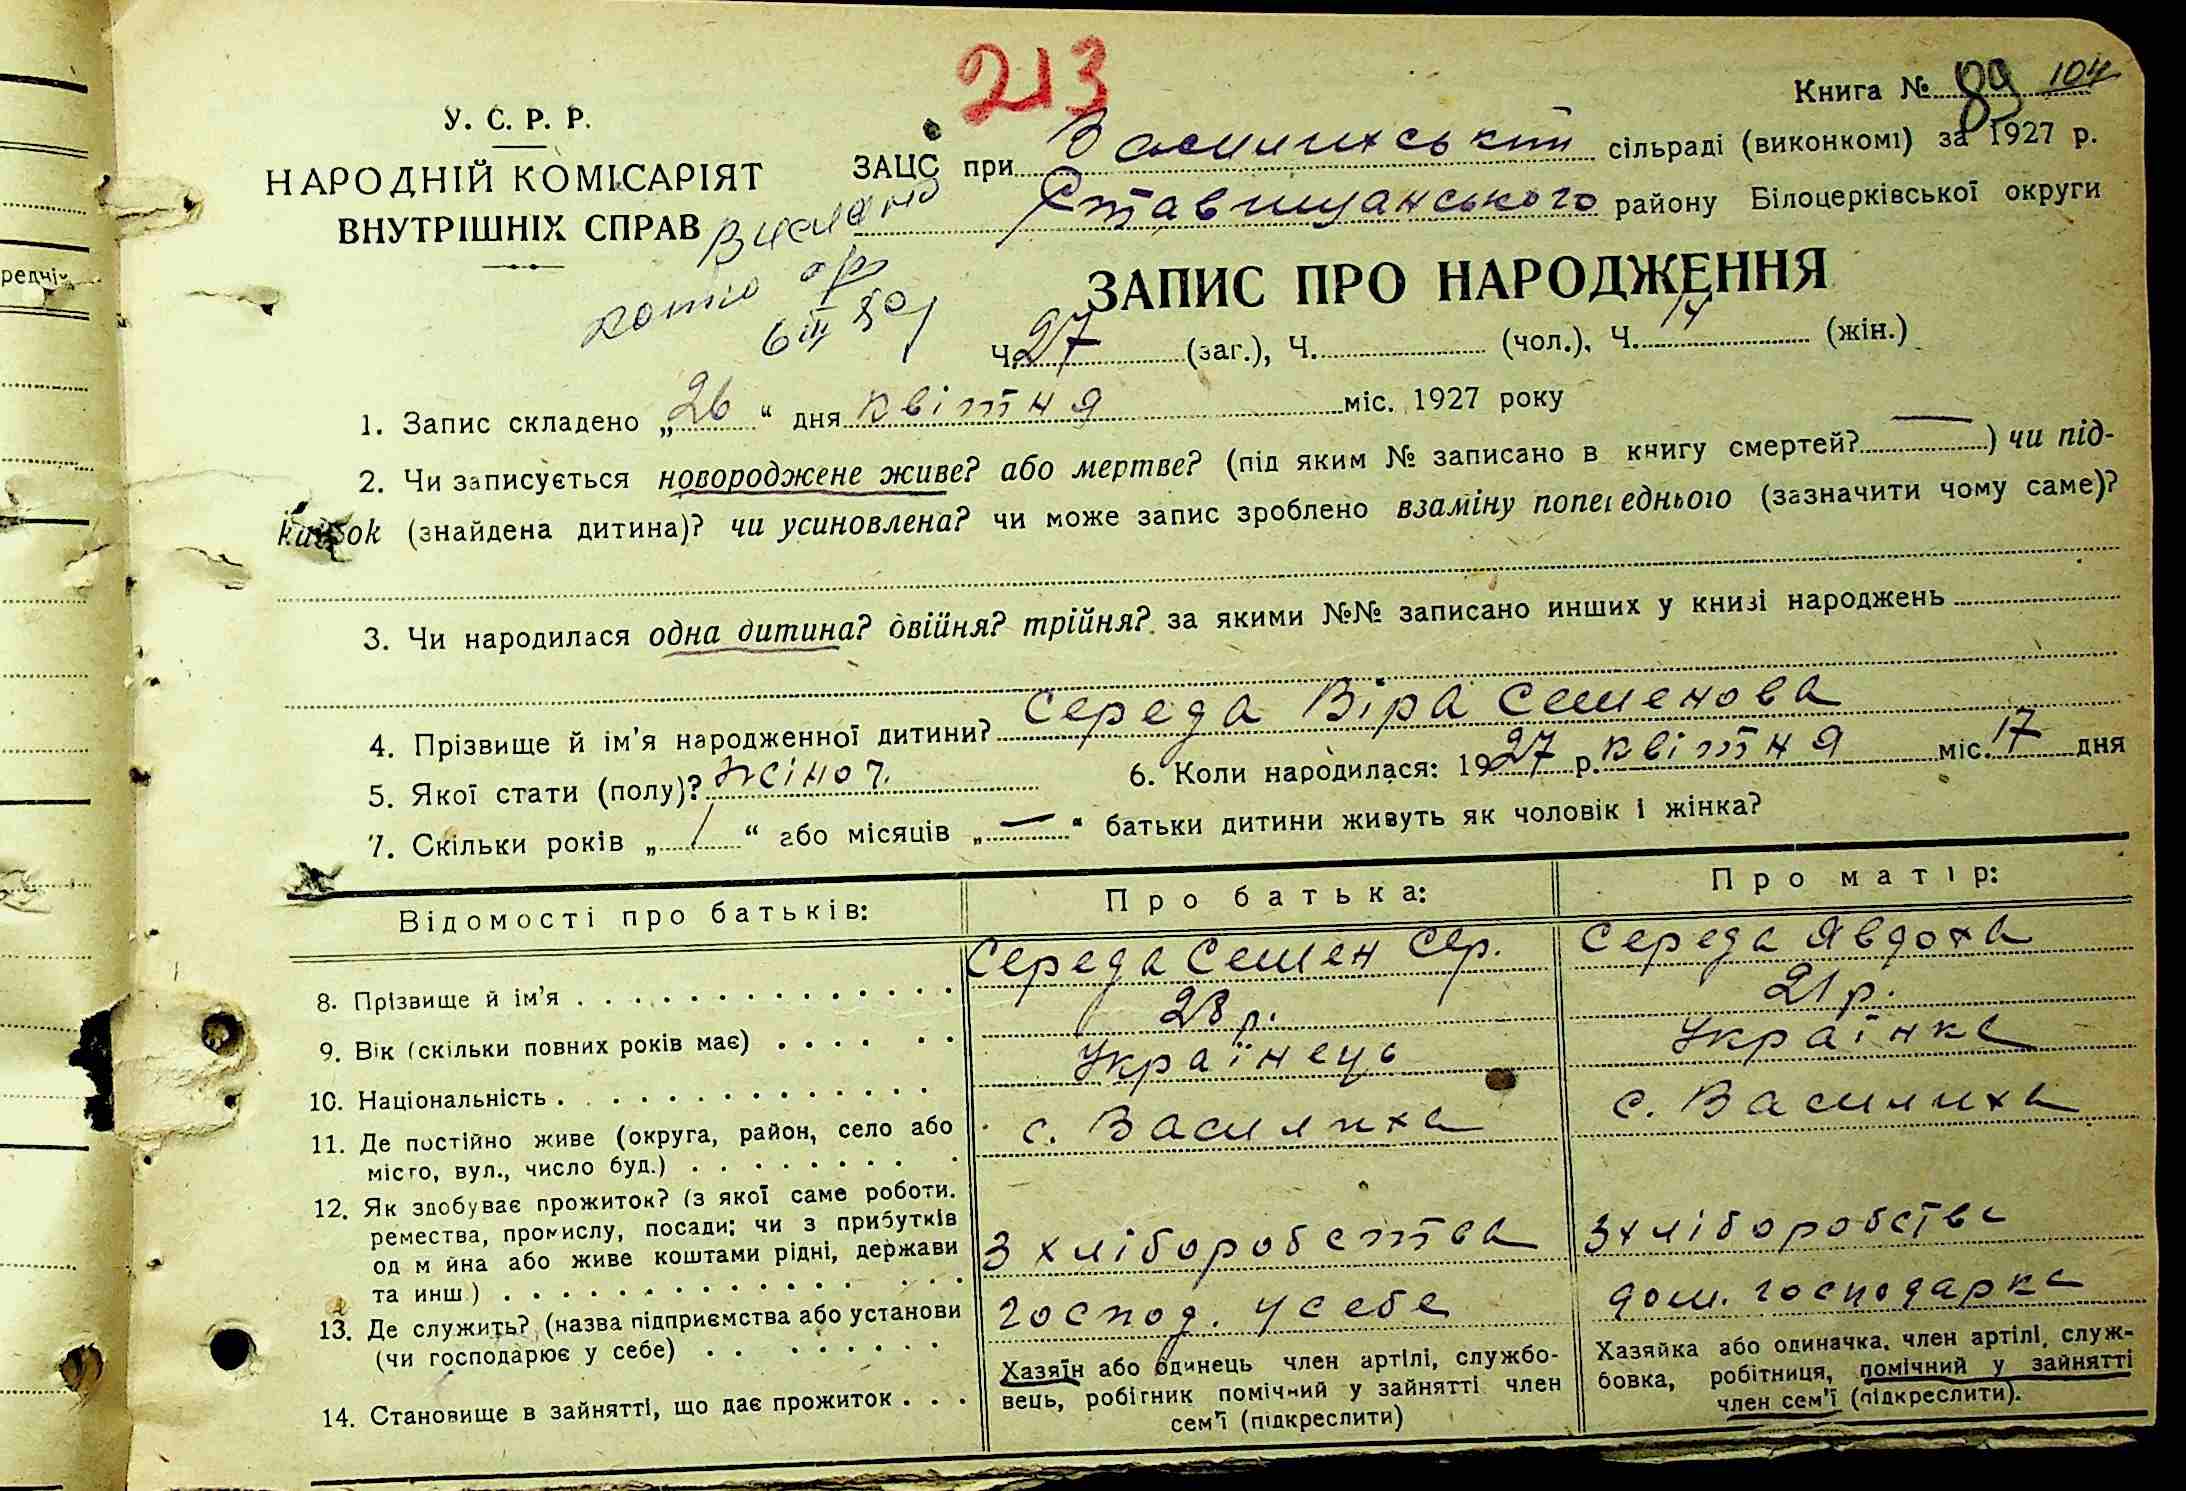 213
Книга № 89 104
У. С. Р. Р.
НАРОДНІЙ КОМІСАРІЯТ
ВНУТРІШНІХ СПРАВ
ЗАЦС при Василихській сільраді (виконкомі) за 1927 р.
Ставищанського району Білоцерківської округи
Вислано
6 III
ЗАПИС ПРО НАРОДЖЕННЯ
Ч. 27 (заг.), Ч. (чол.), Ч. 14 (жін.)
1. Запис складено „26“ дня квітня міс. 1927 року
2. Чи записується новороджене живе? або мертве? (під яким № записано в книгу смертей? — ) чи під-
кидьок (знайдена дитина)? чи усиновлена? чи може запис зроблено взаміну попереднього (зазначити чому саме)?
3. Чи народилася одна дитина? двійня? трійня? за якими №№ записано инших у книзі народжень
4. Прізвище й ім'я народженної дитини? Середа Віра Семенова
5. Якої стати (полу)? жіноч. 6. Коли народилася: 1927 р. квітня міс. 17 дня
7. Скільки років „1“ або місяців „—“ батьки дитини живуть як чоловік і жінка?
Відомості про батьків: Про батька: Про матір:
8. Прізвище й ім'я . . . . . . . . . . . . . . Середа Семен Сер. Середа Явдоха
9. Вік (скільки повних років має) . . . . . . 23 р. 21 р.
10. Національність . . . . . . . . . . . . . . Українець Українка
11. Де постійно живе (округа, район, село або
місто, вул., число буд.) . . . . . . . . . с. Василиха с. Василиха
12. Як здобуває прожиток? (з якої саме роботи.
ремества, промислу, посади; чи з прибутків
од м йна або живе коштами рідні, держави
та инш.) . . . . . . . . . . . . . . . . З хліборобства З хліборобства
13. Де служить? (назва підприємства або установи
(чи господарює у себе) . . . . . . . . Господ. у себе дом. господарка
14. Становище в зайнятті, що дає прожиток . . .
Хазяїн або одинець член артілі, службо-
вець, робітник помічний у зайнятті член
сем'ї (підкреслити)
Хазяйка або одиначка, член артілі, служ-
бовка, робітниця, помічний у зайнятті
член сем'ї (підкреслити).